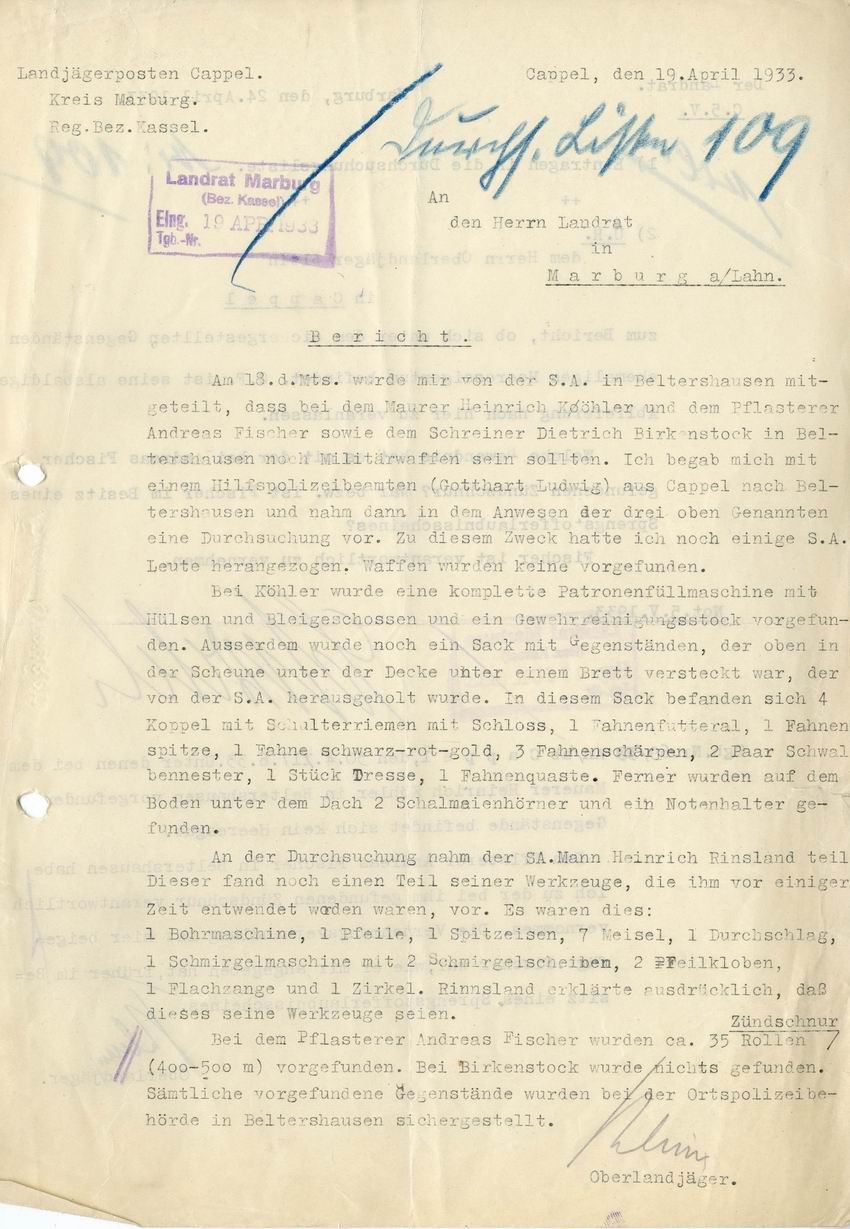 Landjägerposten Cappel.
Cappel, den 19.April 1933.
Kreis Marburg.
Reg.Bez.Kassel.
Durchs. Listen 109
Landrat Marburg
(Bez. Kassel)
Eing. 19 APR. 1933
Tgb.-Nr.
An
den Herrn Landrat
in
M a r b u r g a/Lahn.
B e r i c h t .
Am 18.d.Mts. wurde mir von der S.A. in Beltershausen mit-
geteilt, dass bei dem Maurer Heinrich Köhler und dem Pflasterer
Andreas Fischer sowie dem Schreiner Dietrich Birkenstock in Bel-
tershausen noch Militärwaffen sein sollten. Ich begab mich mit
einem Hilfspolizeibeamten (Gotthart Ludwig) aus Cappel nach Bel-
tershausen und nahm dann in dem Anwesen der drei oben Genannten
eine Durchsuchung vor. Zu diesem Zweck hatte ich noch einige S.A.
Leute herangezogen. Waffen wurden keine vorgefunden.
Bei Köhler wurde eine komplette Patronenfüllmaschine mit
Hülsen und Bleigeschossen und ein Gewehrreinigungsstock vorgefun-
den. Ausserdem wurde noch ein Sack mit Gegenständen, der oben in
der Scheune unter der Decke unter einem Brett versteckt war, der
von der S.A. herausgeholt wurde. In diesem Sack befanden sich 4
Koppel mit Schulterriemen mit Schloss, 1 Fahnenfutteral, 1 Fahnen
spitze, 1 Fahne schwarz-rot-gold, 3 Fahnenschärpen, 2 Paar Schwal
bennester, 1 Stück Tresse, 1 Fahnenquaste. Ferner wurden auf dem
Boden unter dem Dach 2 Schalmaienhörner und ein Notenhalter ge-
funden.
An der Durchsuchung nahm der SA.Mann Heinrich Rinsland teil
Dieser fand noch einen Teil seiner Werkzeuge, die ihm vor einiger
Zeit entwendet worden waren, vor. Es waren dies:
1 Bohrmaschine, 1 Pfeile, 1 Spitzeisen, 7 Meisel, 1 Durchschlag,
1 Schmirgelmaschine mit 2 Schmirgelscheiben, 2 Feilkloben,
1 Flachzange und 1 Zirkel. Rinnsland erklärte ausdrücklich, daß
dieses seine Werkzeuge seien.
Zündschnur
Bei dem Pflasterer Andreas Fischer wurden ca. 35 Rollen
(400-500 m) vorgefunden. Bei Birkenstock wurde nichts gefunden.
Sämtliche vorgefundene Gegenstände wurden bei der Ortspolizeibe-
hörde in Beltershausen sichergestellt.
Oberlandjäger.